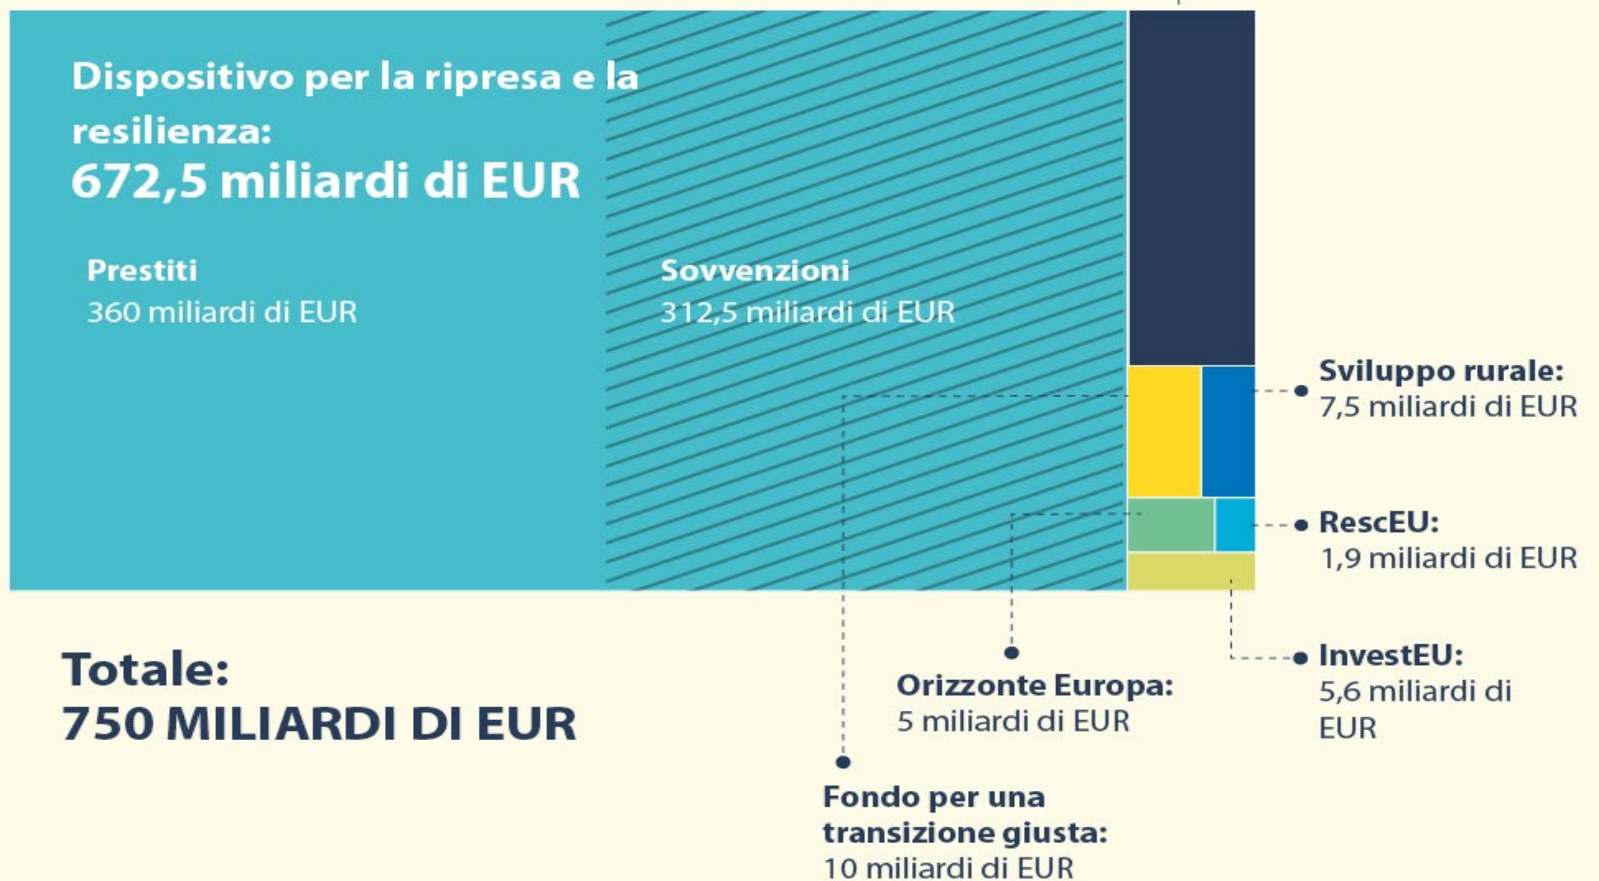 Dispositivo per la ripresa e la
resilienza:
672,5 miliardi di EUR
Prestiti
360 miliardi di EUR
Sovvenzioni
312,5 miliardi di EUR
Sviluppo rurale:
7,5 miliardi di EUR
RescEU:
1,9 miliardi di EUR
InvestEU:
5,6 miliardi di
EUR
Orizzonte Europa:
5 miliardi di EUR
Fondo per una
transizione giusta:
10 miliardi di EUR
Totale:
750 MILIARDI DI EUR